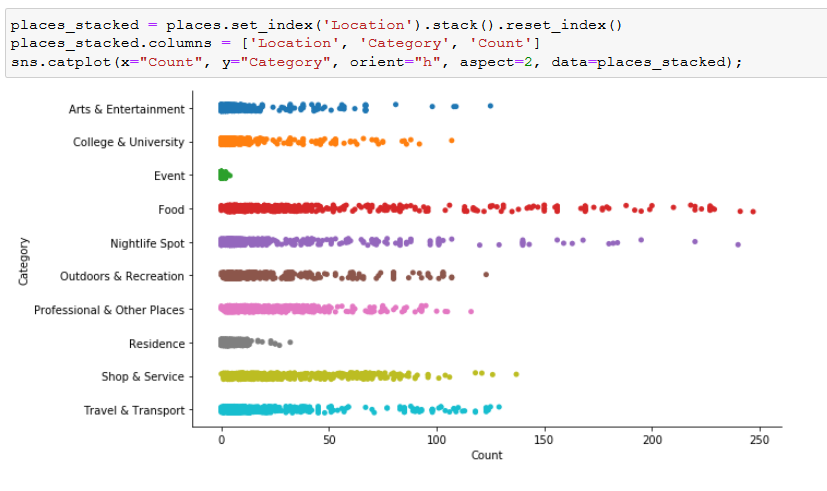 places_stacked = places.set_index('Location').stack().reset_index()
places_stacked.columns = ['Location', 'Category', 'Count']
sns.catplot(x="Count", y="Category", orient="h", aspect=2, data=places_stacked);
Arts & Entertainment
College & University
Event
Food
Nightlife Spot
Outdoors & Recreation
Professional & Other Places
Residence
Shop & Service
Travel & Transport
Category
0 50 100 150 200 250
Count